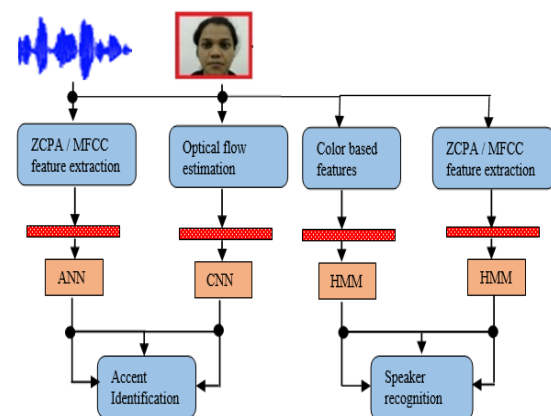 ZCPA / MFCC
feature extraction
Optical flow
estimation
Color based
features
ZCPA / MFCC
feature extraction
ANN
CNN
HMM
HMM
Accent
Identification
Speaker
recognition